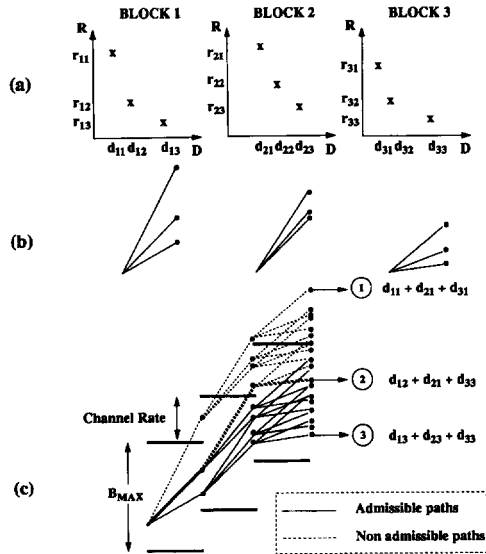 BLOCK 1 BLOCK 2 BLOCK 3
R R R
(a)
r11 r21 r31
r12 r22 r32
r13 r23 r33
d11 d12 d13 D d21 d22 d23 D d31 d32 d33 D
(b)
1 d11 + d21 + d31
2 d12 + d21 + d33
Channel Rate
3 d13 + d23 + d33
(c)
BMAX
Admissible paths
Non admissible paths